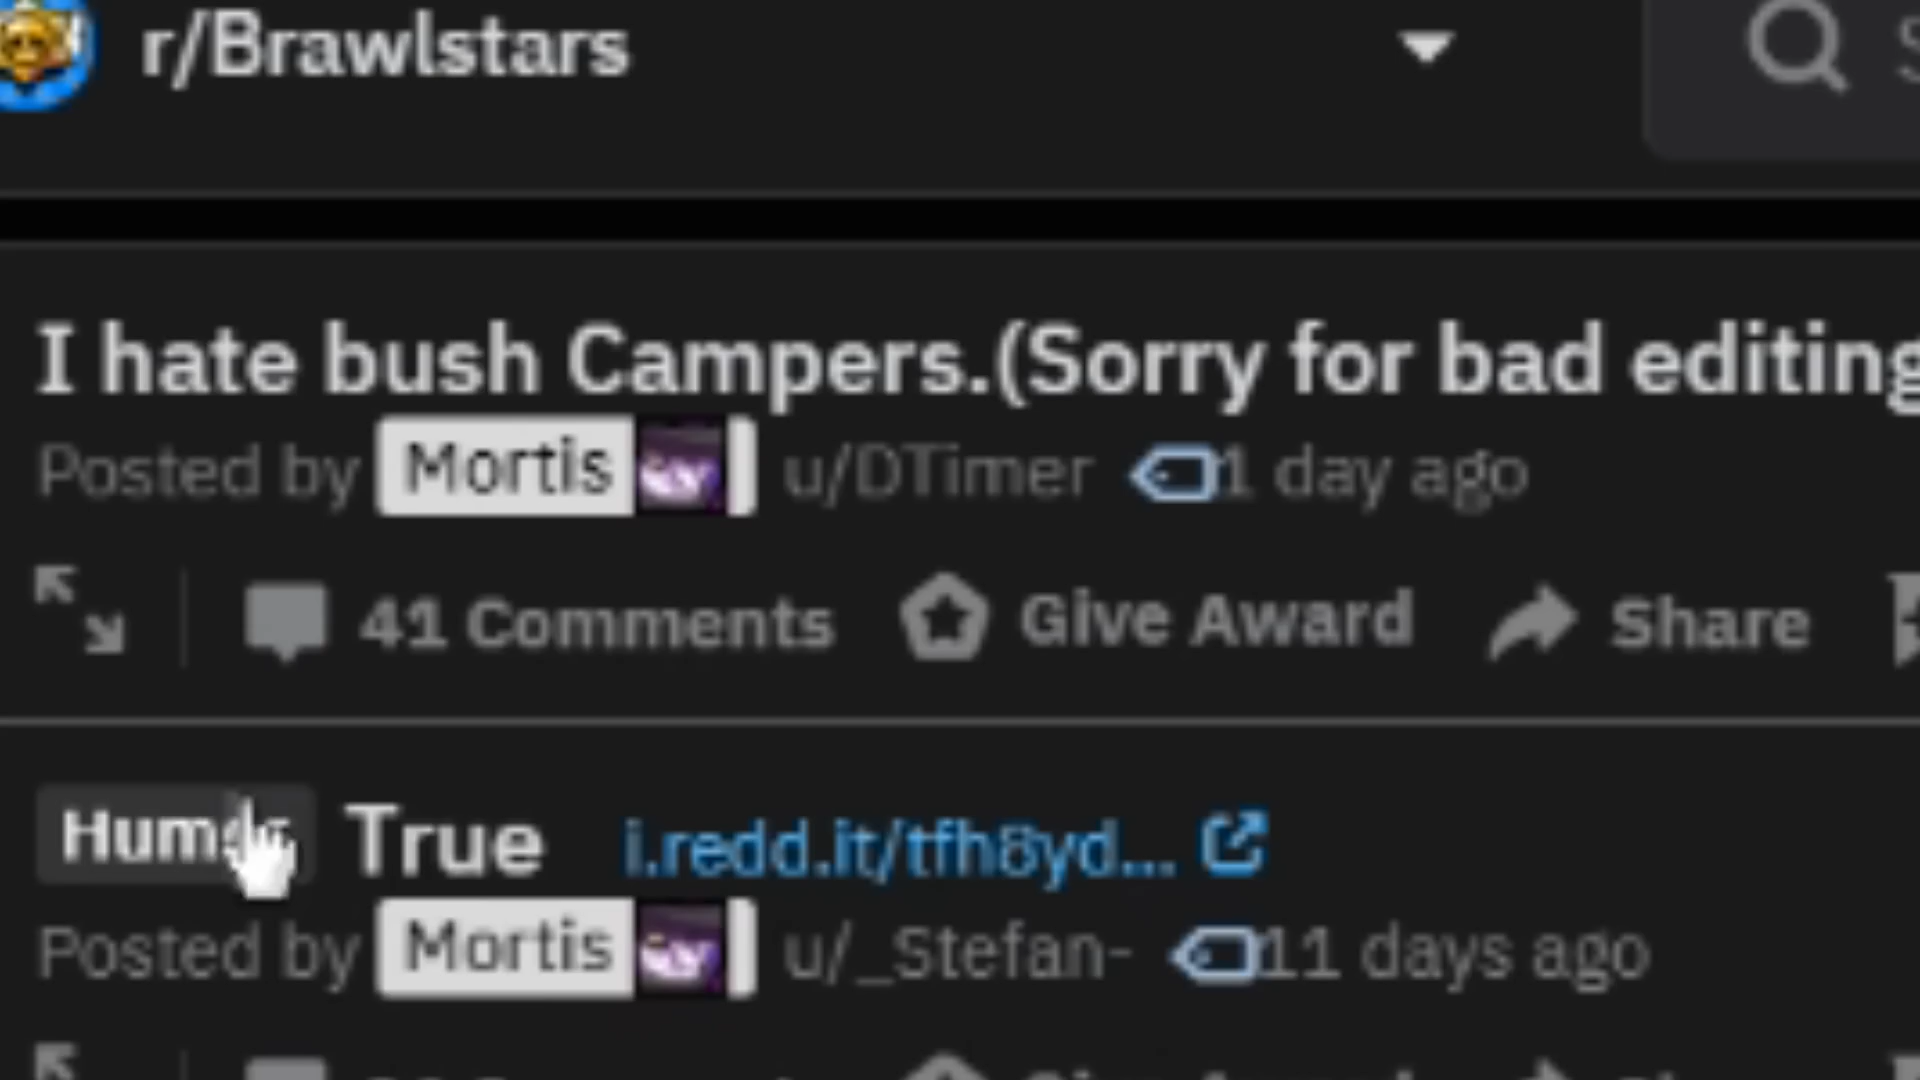 r/Brawlstars
I hate bush Campers.(Sorry for bad editing
Posted by Mortis u/DTimer 1 day ago
41 Comments Give Award Share
Humor True i.redd.it/tfh8yd...
Posted by Mortis u/_Stefan- 11 days ago